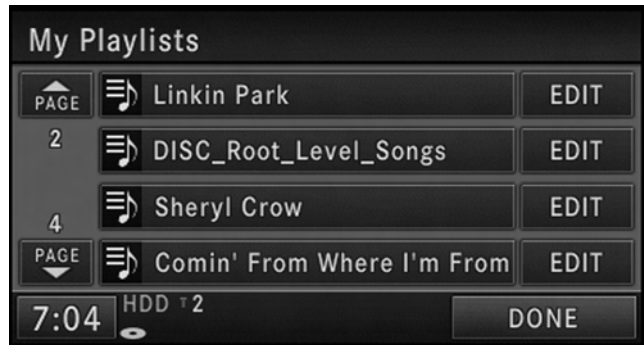 My Playlists
PAGE
Linkin Park EDIT
2
DISC_Root_Level_Songs EDIT
Sheryl Crow EDIT
4
PAGE
Comin' From Where I'm From EDIT
7:04 HDD T 2 DONE